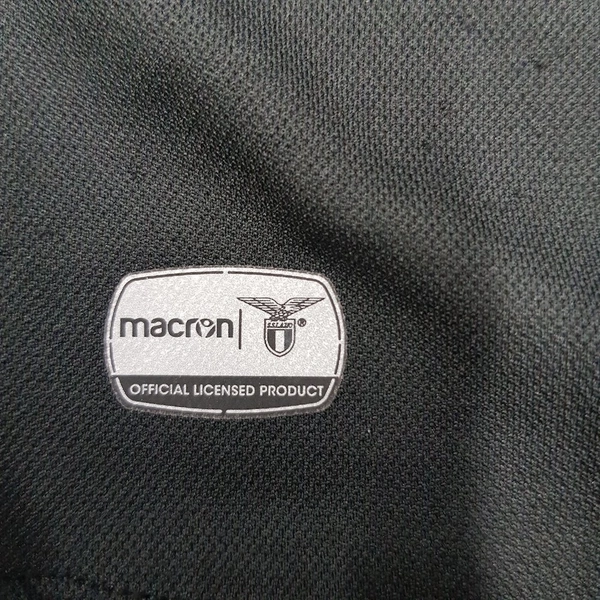 macron
®
OFFICIAL LICENSED PRODUCT